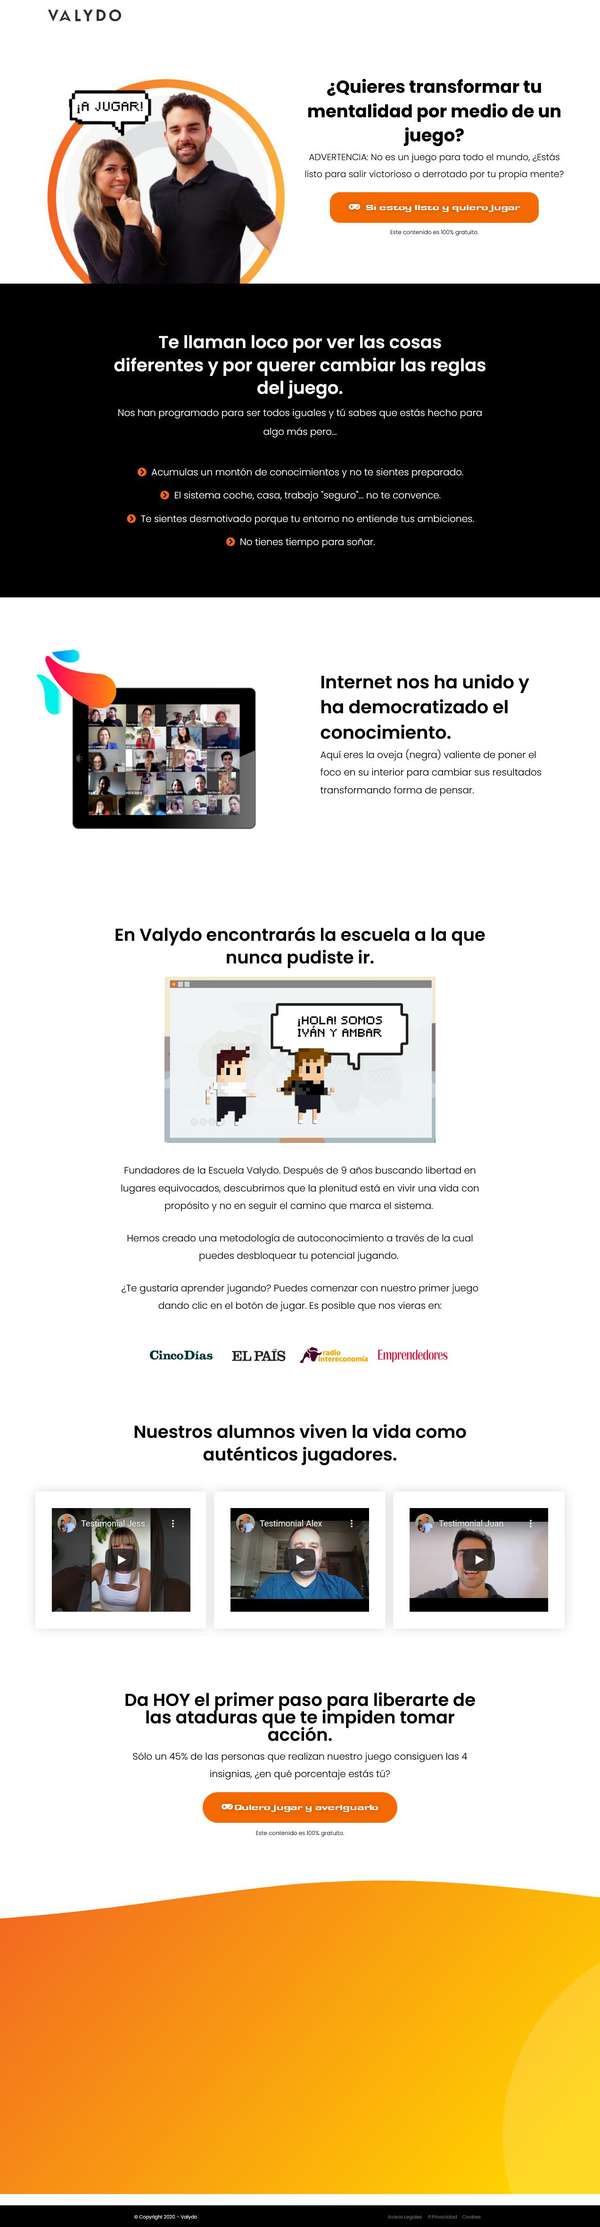 VALYDO
¡A JUGAR!
¿Quieres transformar tu
mentalidad por medio de un
juego?
ADVERTENCIA: No es un juego para todo el mundo, ¿Estás
listo para salir victorioso o derrotado por tu propia mente?
Si estoy listo y quiero jugar
Este contenido es 100% gratuito.
Te llaman loco por ver las cosas
diferentes y por querer cambiar las reglas
del juego.
Nos han programado para ser todos iguales y tú sabes que estás hecho para
algo más pero...
Acumulas un montón de conocimientos y no te sientes preparado.
El sistema coche, casa, trabajo "seguro"... no te convence.
Te sientes desmotivado porque tu entorno no entiende tus ambiciones.
No tienes tiempo para soñar.
Internet nos ha unido y
ha democratizado el
conocimiento.
Aquí eres la oveja (negra) valiente de poner el
foco en su interior para cambiar sus resultados
transformando forma de pensar.
En Valydo encontrarás la escuela a la que
nunca pudiste ir.
¡HOLA! SOMOS
IVÁN Y AMBAR
Fundadores de la Escuela Valydo. Después de 9 años buscando libertad en
lugares equivocados, descubrimos que la plenitud está en vivir una vida con
propósito y no en seguir el camino que marca el sistema.
Hemos creado una metodología de autoconocimiento a través de la cual
puedes desbloquear tu potencial jugando.
¿Te gustaría aprender jugando? Puedes comenzar con nuestro primer juego
dando clic en el botón de jugar. Es posible que nos vieras en:
CincoDías EL PAÍS radio intereconomía Emprendedores
Nuestros alumnos viven la vida como
auténticos jugadores.
Testimonial Jess Testimonial Alex Testimonial Juan
Da HOY el primer paso para liberarte de
las ataduras que te impiden tomar
acción.
Sólo un 45% de las personas que realizan nuestro juego consiguen las 4
insignias, ¿en qué porcentaje estás tú?
Quiero jugar y averiguarlo
Este contenido es 100% gratuito.
© Copyright 2020 - Valydo Avisos Legales P.Privacidad Cookies